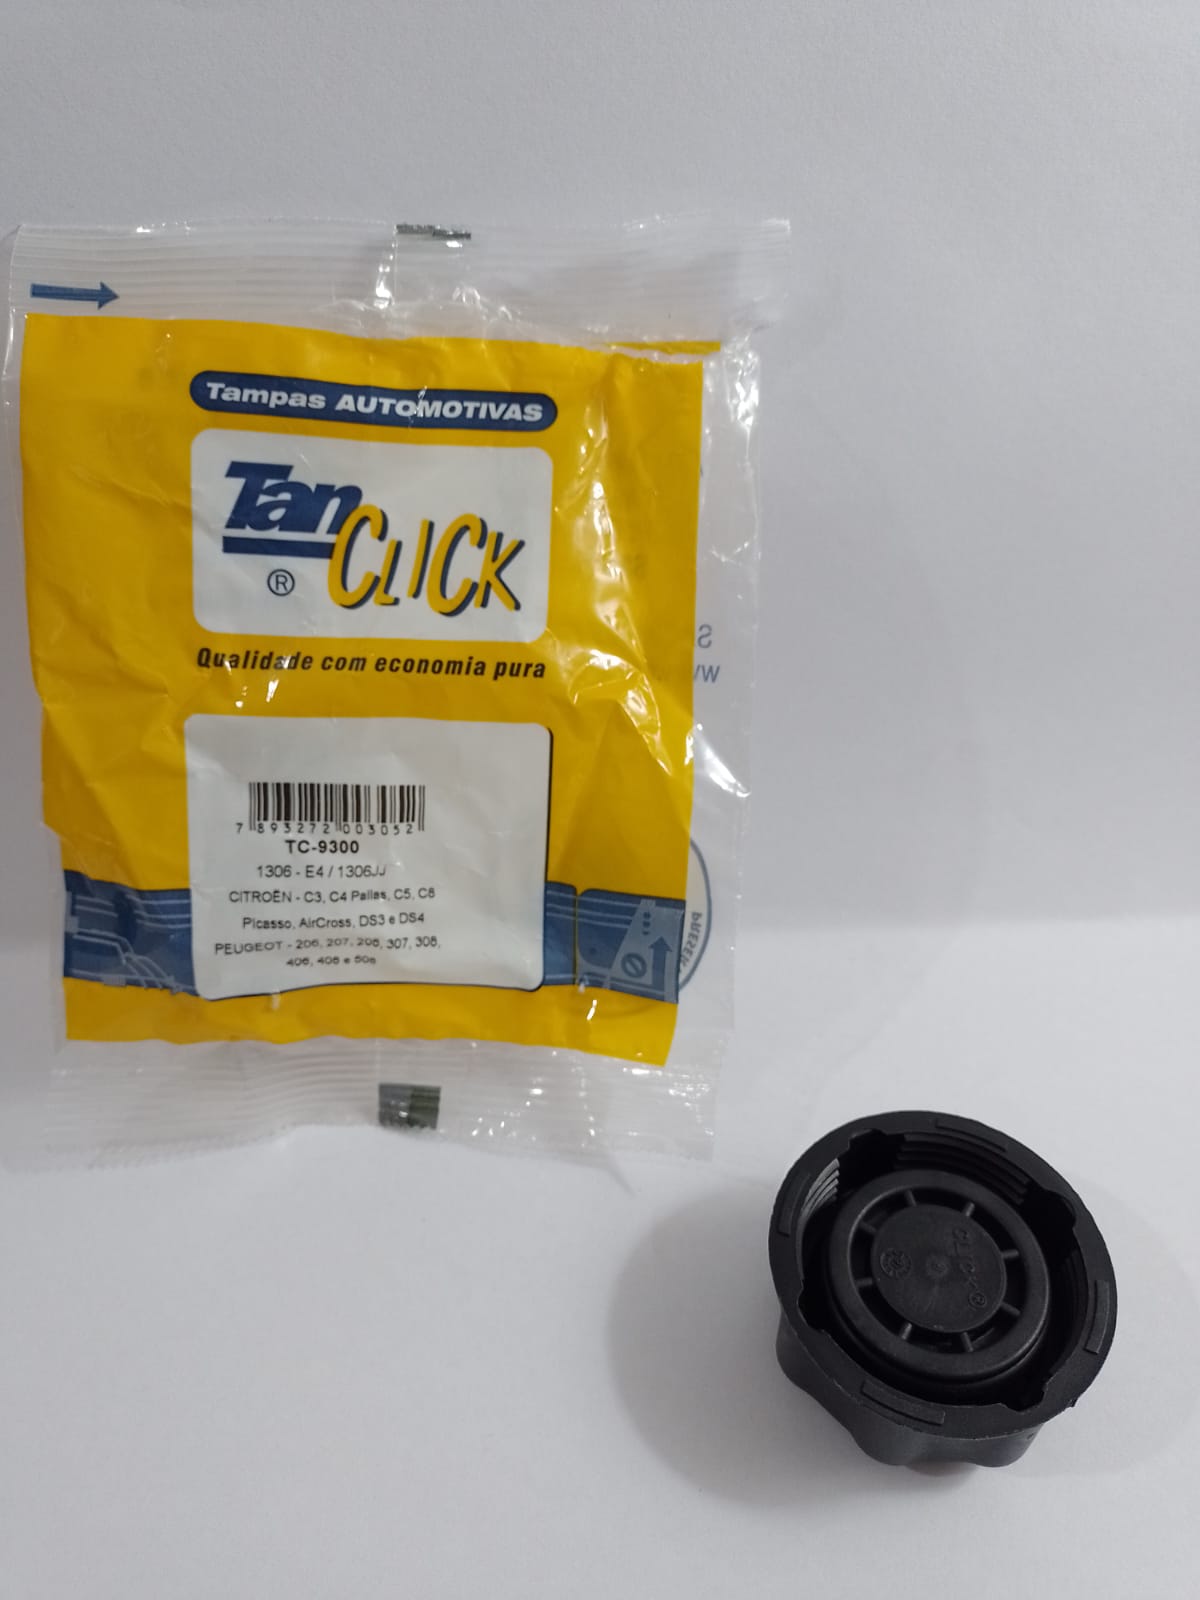 Tampas AUTOMOTIVAS
Tan CLICK
®
Qualidade com economia pura
7 893272 003052
TC-9300
1306 - E4 / 1306JJ
CITROËN - C3, C4 Pallas, C5, C8
Picasso, AirCross, DS3 e DS4
PEUGEOT - 206, 207, 208, 307, 308,
406, 408 e 508
CLICK ®